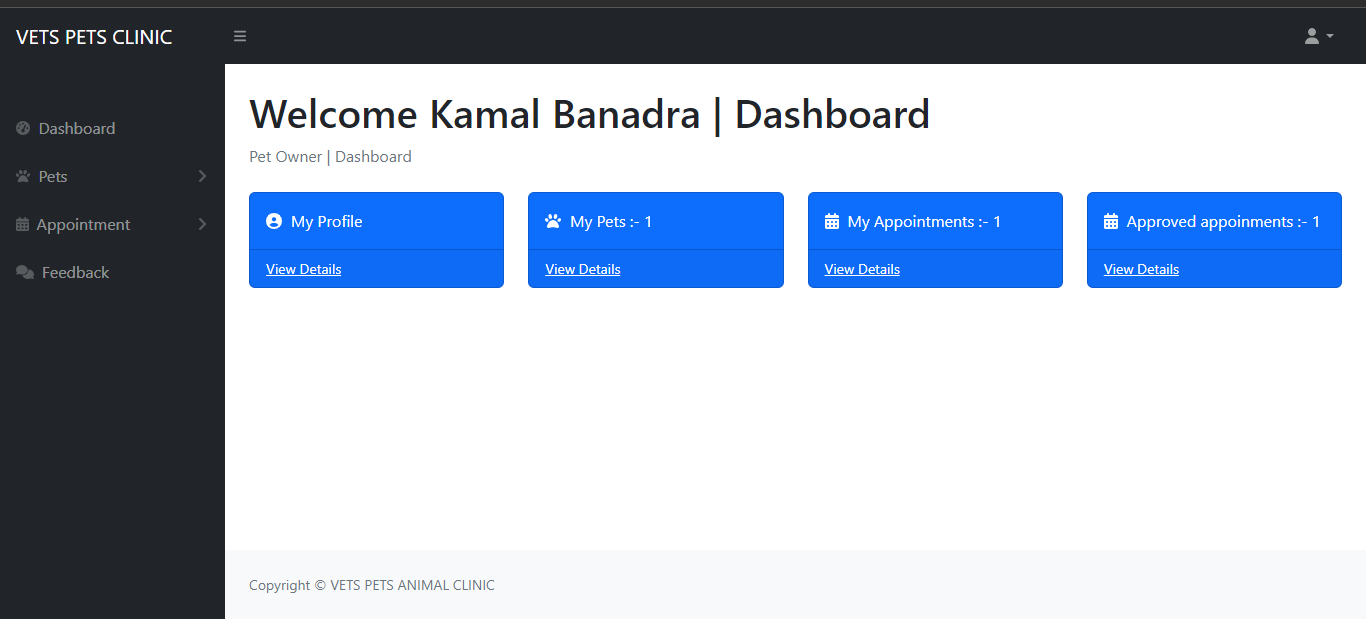 VETS PETS CLINIC
Dashboard
Pets
Appointment
Feedback
Welcome Kamal Banadra | Dashboard
Pet Owner | Dashboard
My Profile
View Details
My Pets :- 1
View Details
My Appointments :- 1
View Details
Approved appoinments :- 1
View Details
Copyright © VETS PETS ANIMAL CLINIC